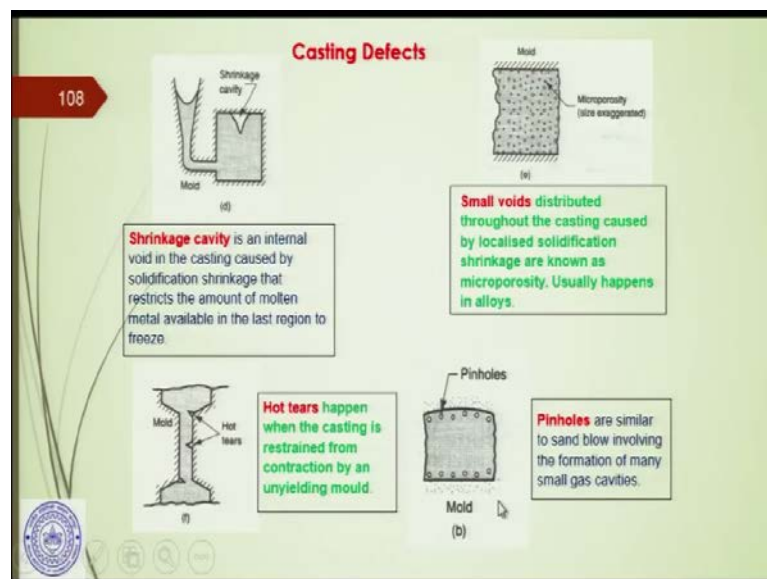 Casting Defects
108
Shrinkage
cavity
Mold
(d)
Mold
Microporosity
(size exaggerated)
(e)
Shrinkage cavity is an internal
void in the casting caused by
solidification shrinkage that
restricts the amount of molten
metal available in the last region to
freeze.
Small voids distributed
throughout the casting caused
by localised solidification
shrinkage are known as
microporosity. Usually happens
in alloys.
Mold
Hot
tears
(f)
Hot tears happen
when the casting is
restrained from
contraction by an
unyielding mould.
Pinholes
Mold
(b)
Pinholes are similar
to sand blow involving
the formation of many
small gas cavities.